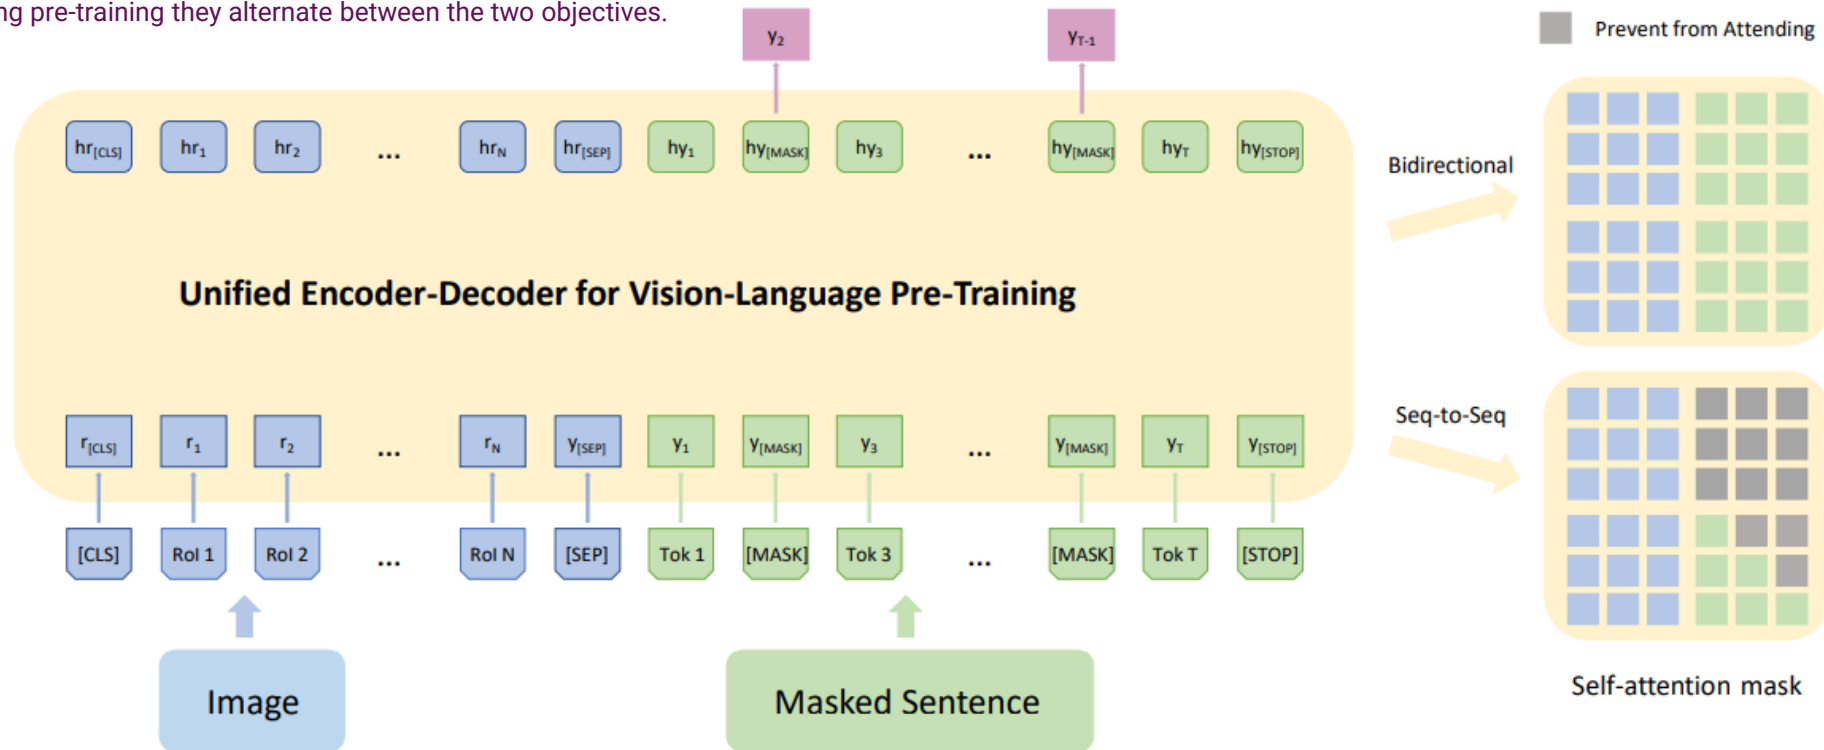 ng pre-training they alternate between the two objectives.
y2 yT-1
Prevent from Attending
hr[CLS] hr1 hr2 ... hrN hr[SEP] hy1 hy[MASK] hy3 ... hy[MASK] hyT hy[STOP]
Bidirectional
Unified Encoder-Decoder for Vision-Language Pre-Training
Seq-to-Seq
r[CLS] r1 r2 ... rN y[SEP] y1 y[MASK] y3 ... y[MASK] yT y[STOP]
[CLS] RoI 1 RoI 2 ... RoI N [SEP] Tok 1 [MASK] Tok 3 ... [MASK] Tok T [STOP]
Image
Masked Sentence
Self-attention mask